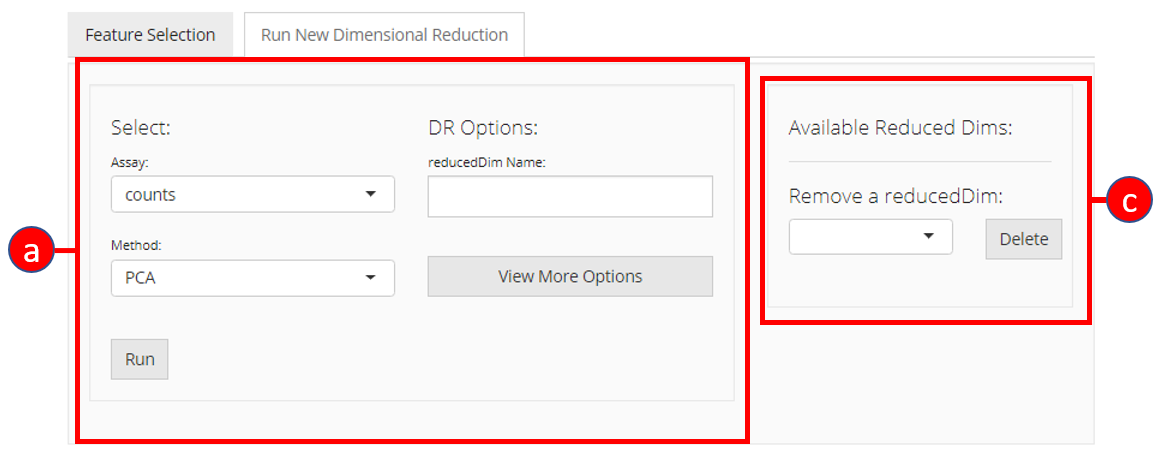 Feature Selection
Run New Dimensional Reduction
a
Select:
Assay:
counts
Method:
PCA
Run
DR Options:
reducedDim Name:
View More Options
Available Reduced Dims:
Remove a reducedDim:
Delete
c